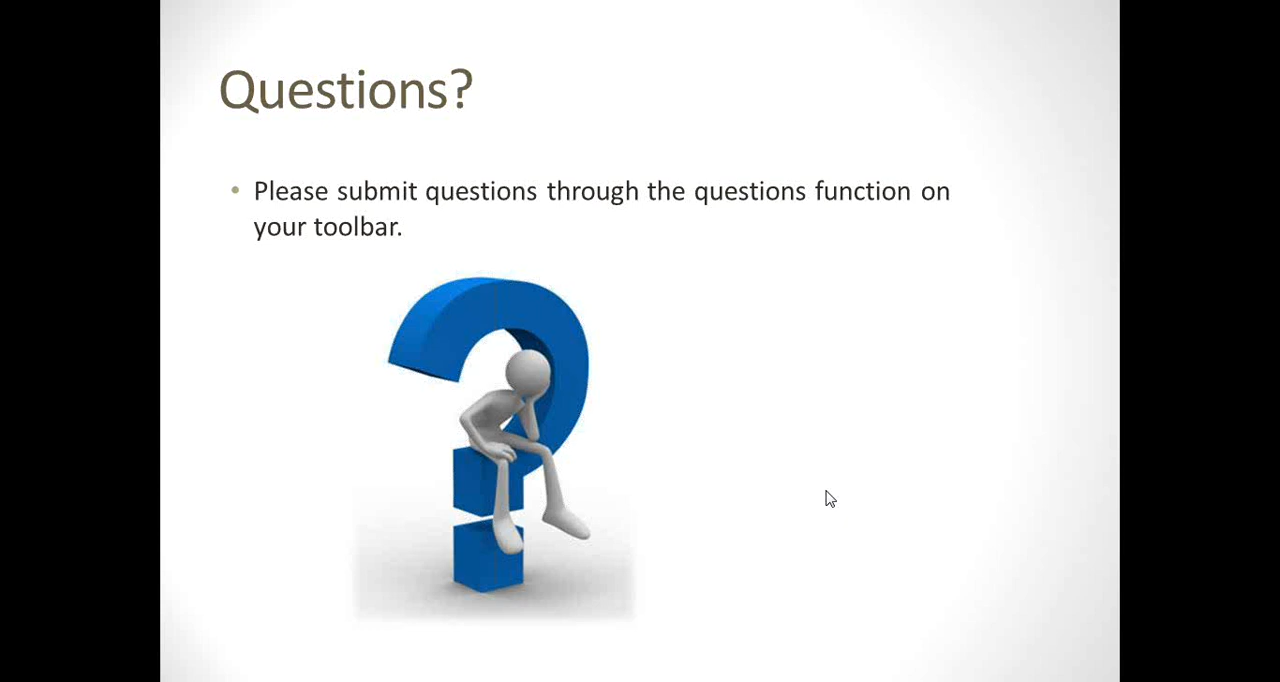 Questions?
• Please submit questions through the questions function on
your toolbar.